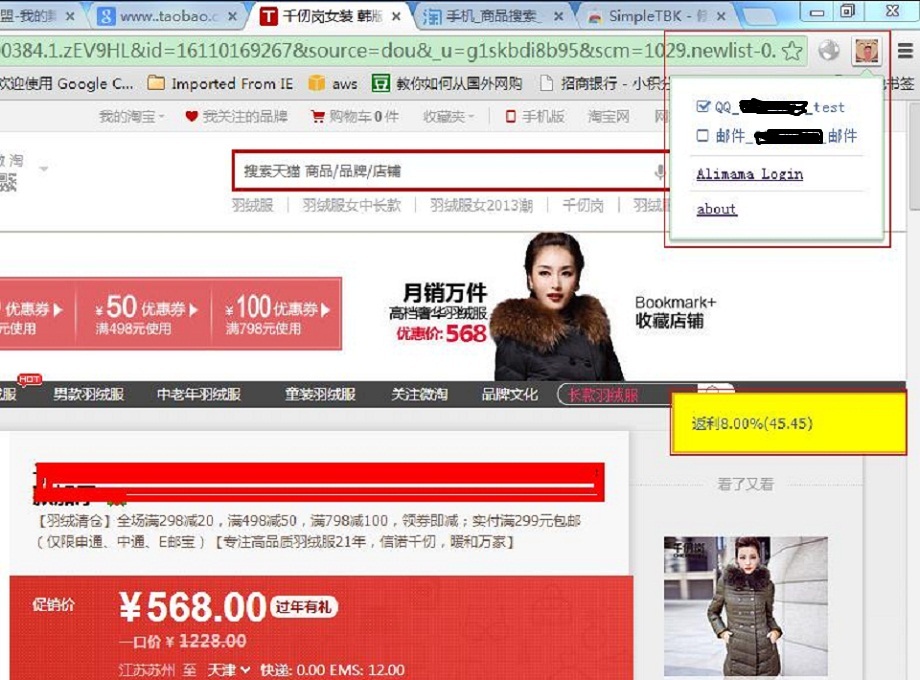 盟-我的
www..taobao.c
千仞岗女装 韩版
手机_商品搜索_
SimpleTBK -
0384.1.zEV9HL&id=16110169267&source=dou&_u=g1skbdi8b95&scm=1029.newlist-0.
欢迎使用 Google C... Imported From IE aws 教你如何从国外网购 招商银行 - 小积分 书签
我的淘宝 我关注的品牌 购物车0件 收藏夹 手机版 淘宝网
搜索天猫 商品/品牌/店铺
羽绒服 羽绒服女中长款 羽绒服女2013潮 千仞岗 羽绒服
QQ_ _test
邮件_ _邮件
Alimama Login
about
优惠券 ¥50优惠券 ¥100优惠券
元使用 满498元使用 满798元使用
月销万件
高档奢华羽绒服
优惠价:568
Bookmark+
收藏店铺
HOT
服 男款羽绒服 中老年羽绒服 童装羽绒服 关注微淘 品牌文化 长款羽绒服
返利8.00%(45.45)
看了又看
【羽绒清仓】全场满298减20，满498减50，满798减100，领券即减；实付满299元包邮
（仅限申通、中通、E邮宝）【专注高品质羽绒服21年，信诺千仞，暖和万家】
千仞岗
促销价 ¥568.00 过年有礼
一口价 ¥ 1228.00
江苏苏州 至 天津 快递: 0.00 EMS: 12.00